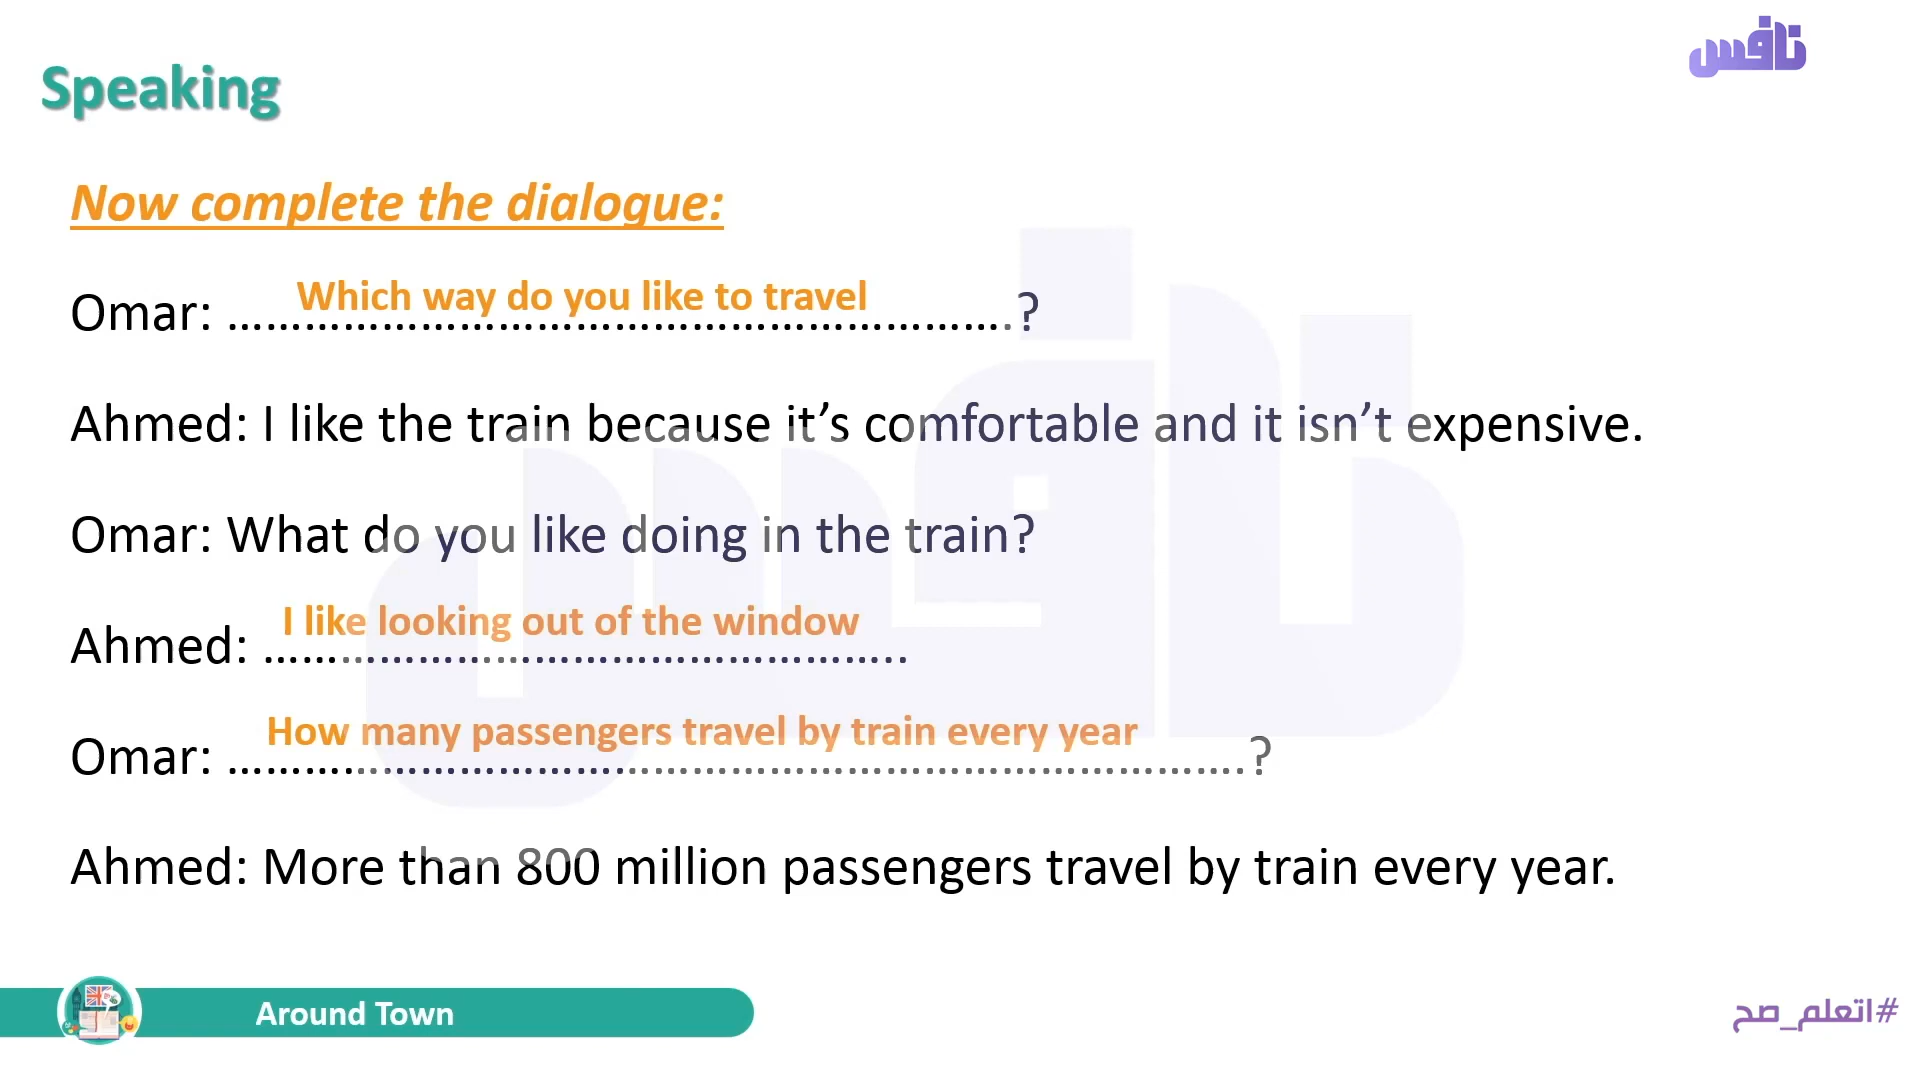 نافس
Speaking
Now complete the dialogue:
Which way do you like to travel
Omar: ……………………………………………………….?
Ahmed: I like the train because it’s comfortable and it isn’t expensive.
Omar: What do you like doing in the train?
I like looking out of the window
Ahmed: ……………………………………………..
How many passengers travel by train every year
Omar: ……………………………………………………………………….?
Ahmed: More than 800 million passengers travel by train every year.
Around Town
#اتعلم_صح